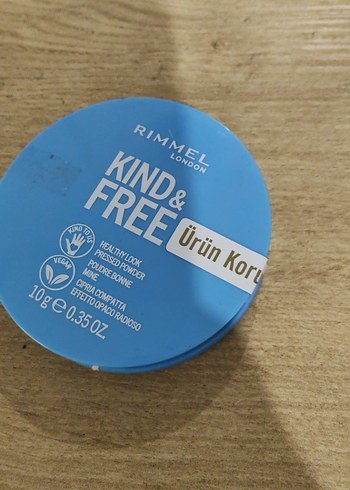 RIMMEL
LONDON
KIND &
FREE
Ürün Koru
KIND TO US
VEGAN
HEALTHY LOOK
PRESSED POWDER
POUDRE BONNE
MINE
CIPRIA COMPATTA
EFFETTO OPACO RADIOSO
10 g e 0.35 OZ.